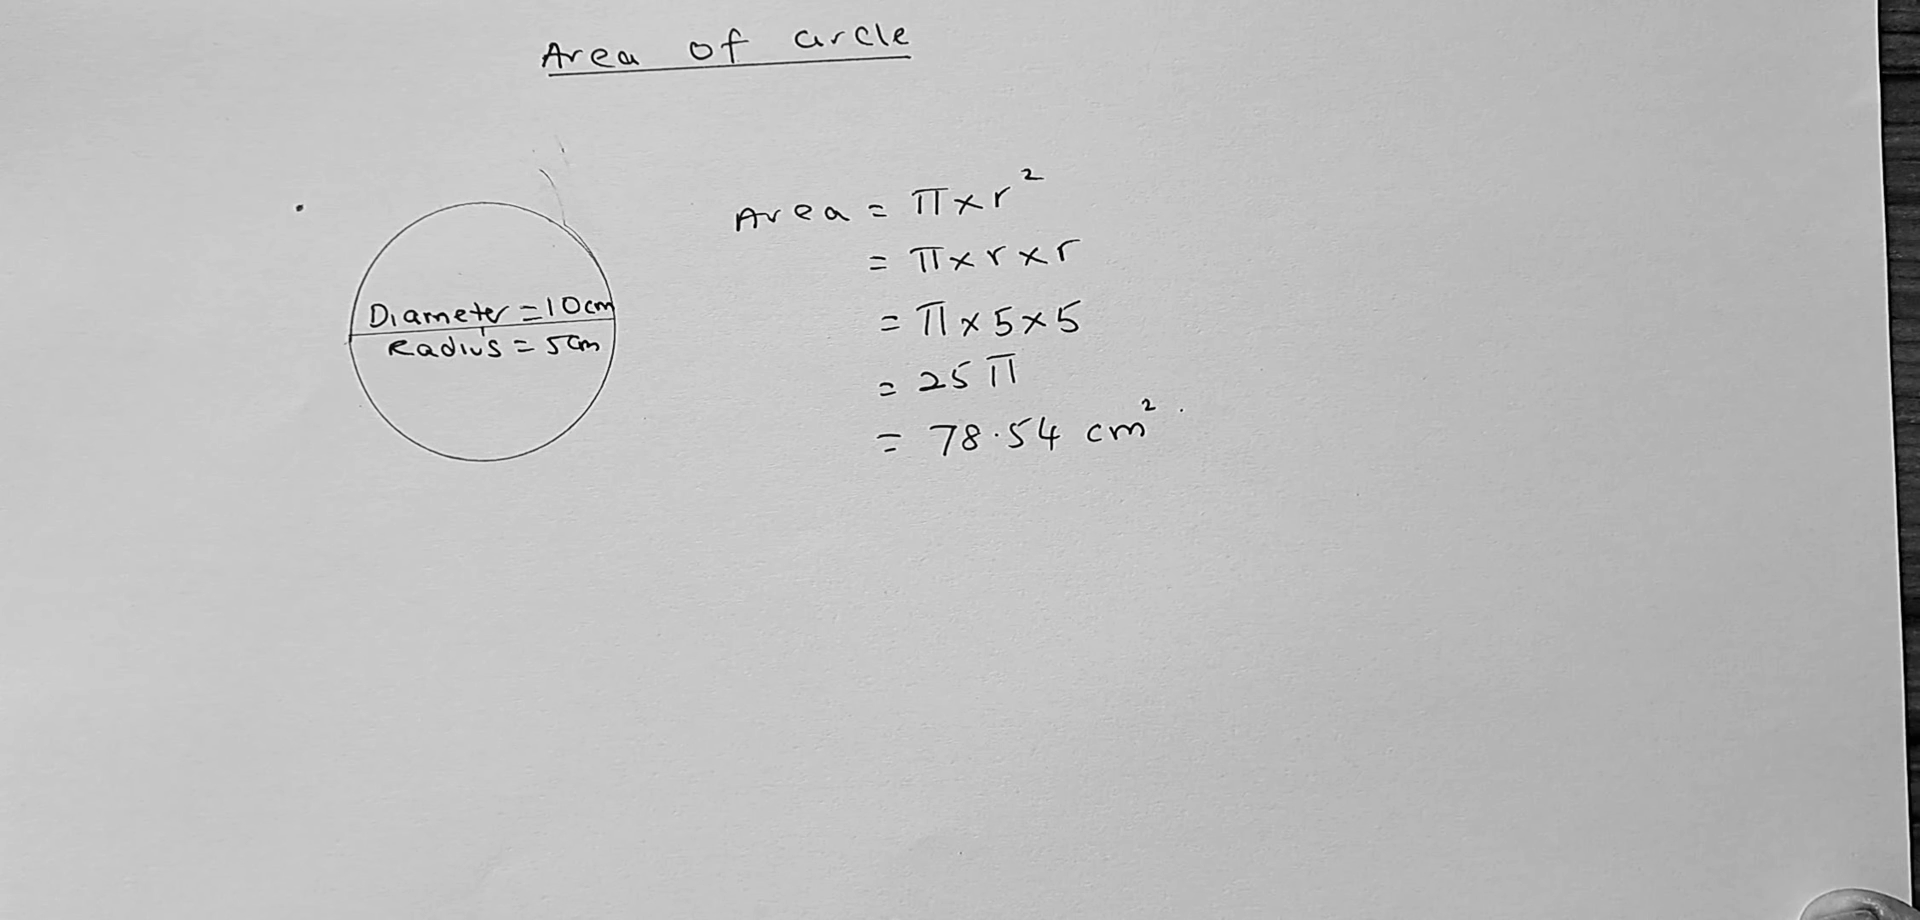 Area of circle
Diameter = 10cm
Radius = 5cm
Area = π × r²
= π × r × r
= π × 5 × 5
= 25 π
= 78.54 cm²